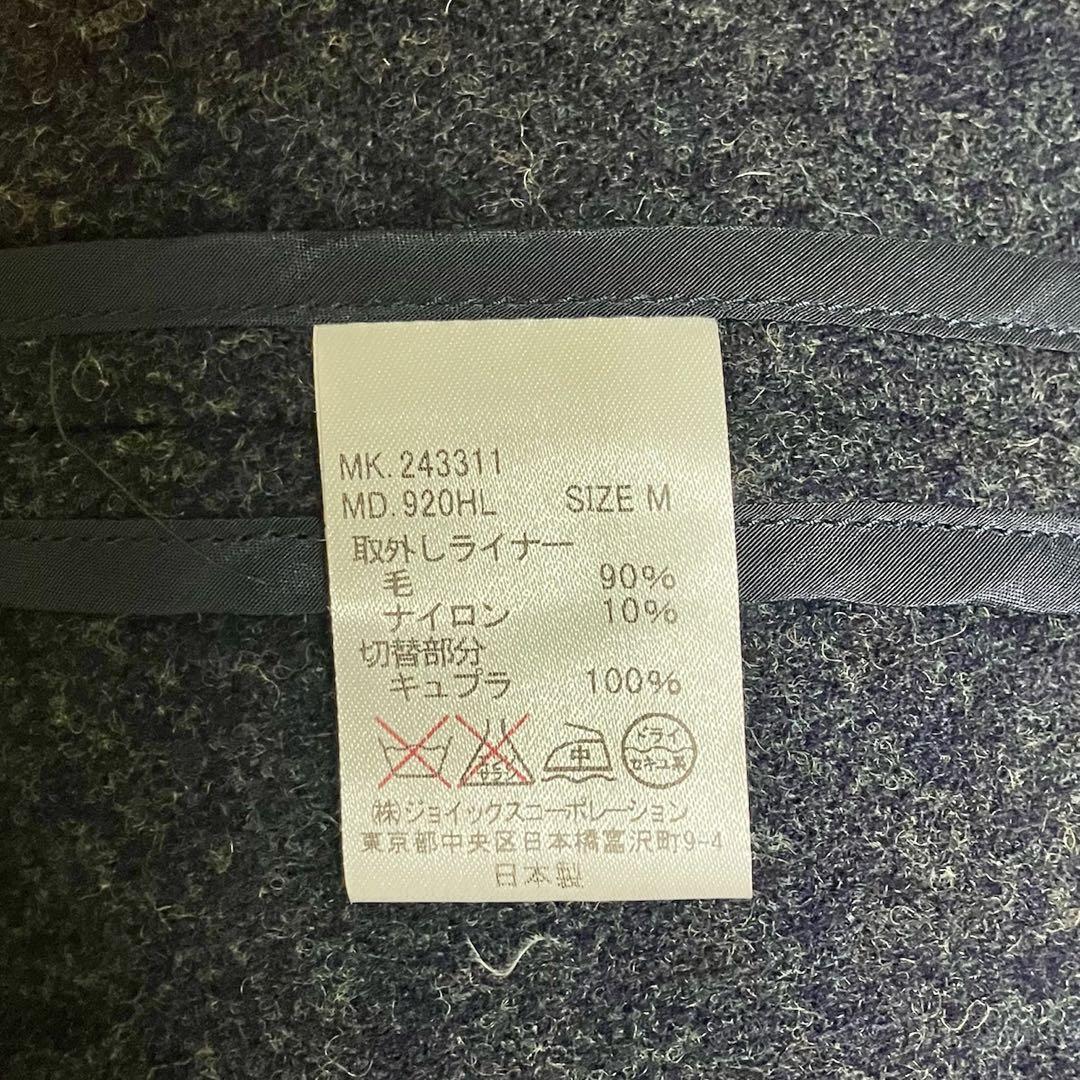 MK.243311
MD.920HL SIZE M
取外しライナー
毛 90%
ナイロン 10%
切替部分
キュプラ 100%
サラシ 中 ドライ セキユ系
(株)ジョイックスコーポレーション
東京都中央区日本橋富沢町9-4
日本製